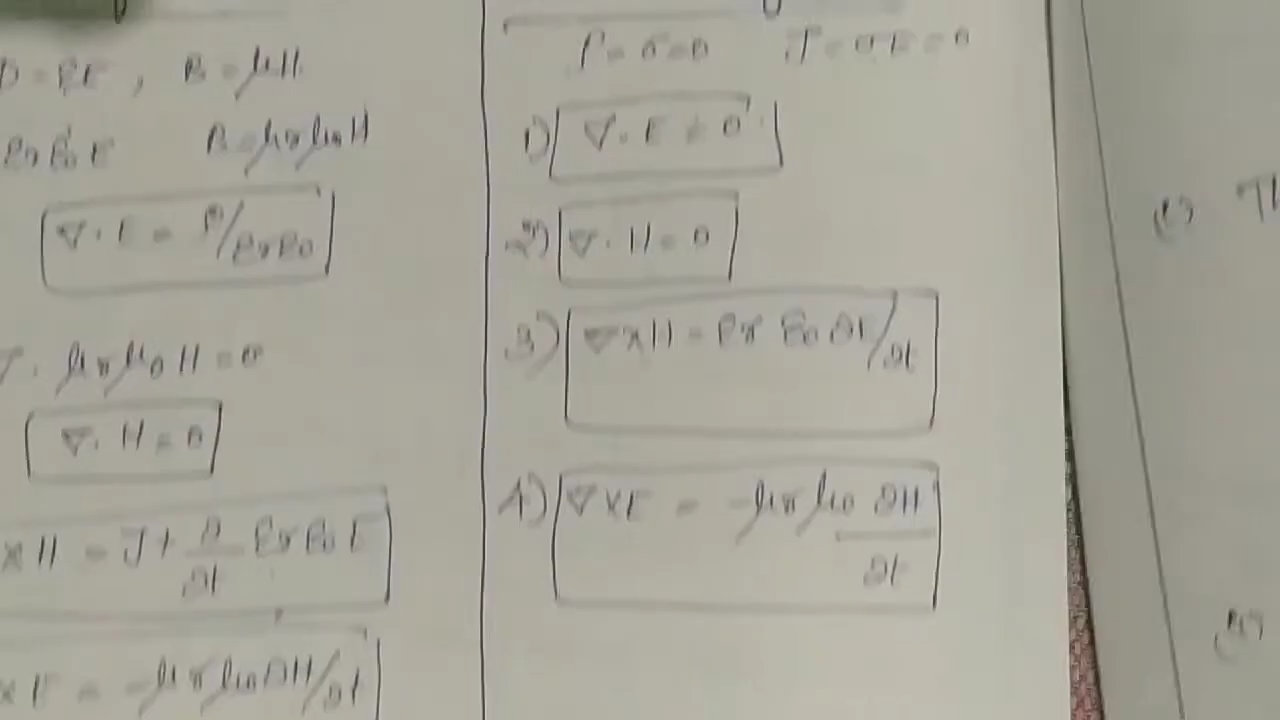 D = εE , B = μH
εrε0E B = μrμ0H
∇. E = ρ/εrε0
∇. μrμ0H = 0
∇. H = 0
×H = J + ∂/∂t εrε0E
×E = -μrμ0∂H/∂t
ρ = σ = 0 J = σE = 0
1) ∇. E = 0
2) ∇. H = 0
3) ∇×H = εrε0∂E/∂t
4) ∇×E = -μrμ0 ∂H/∂t